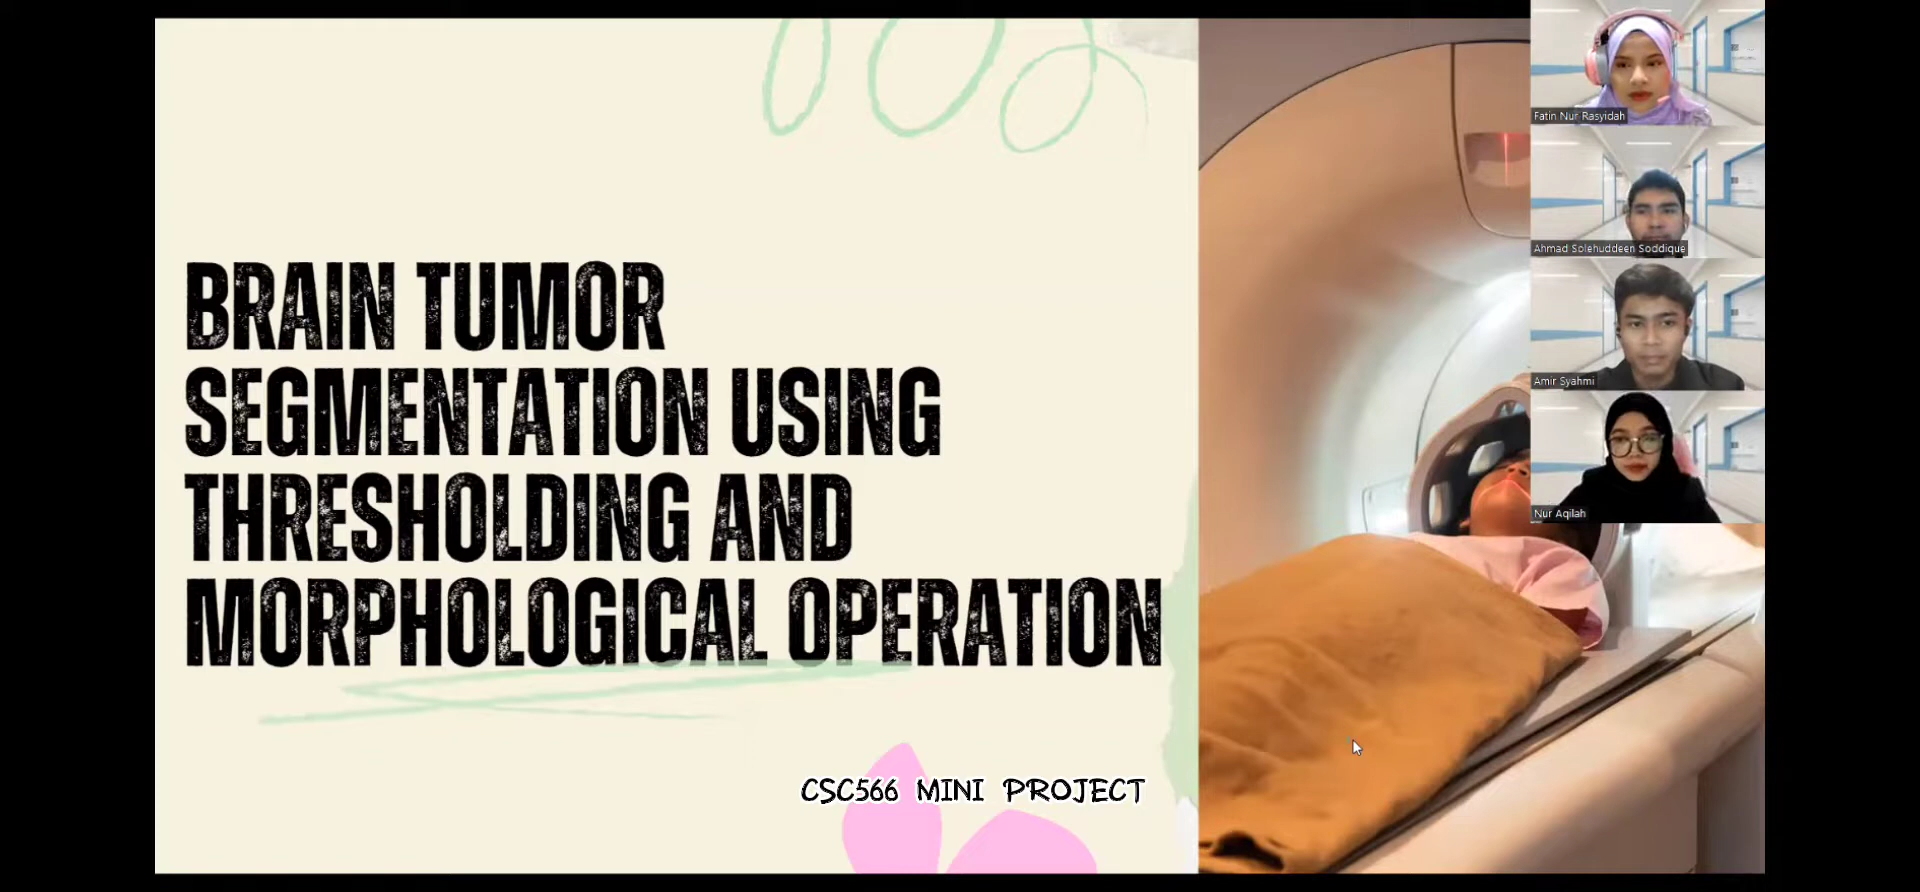 BRAIN TUMOR
SEGMENTATION USING
THRESHOLDING AND
MORPHOLOGICAL OPERATION
CSC566 MINI PROJECT
Fatin Nur Rasyidah
Ahmad Solehuddeen Soddique
Amir Syahmi
Nur Aqilah